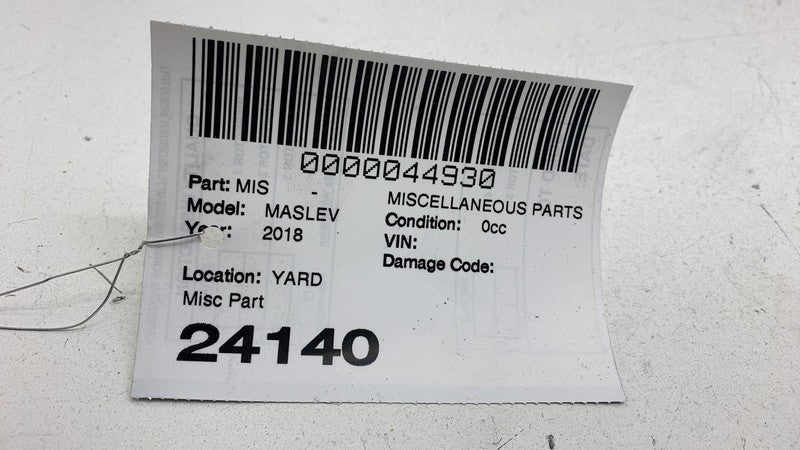 0000044930
Part: MIS - MISCELLANEOUS PARTS
Model: MASLEV Condition: 0cc
Year: 2018 VIN:
Damage Code:
Location: YARD
Misc Part
24140